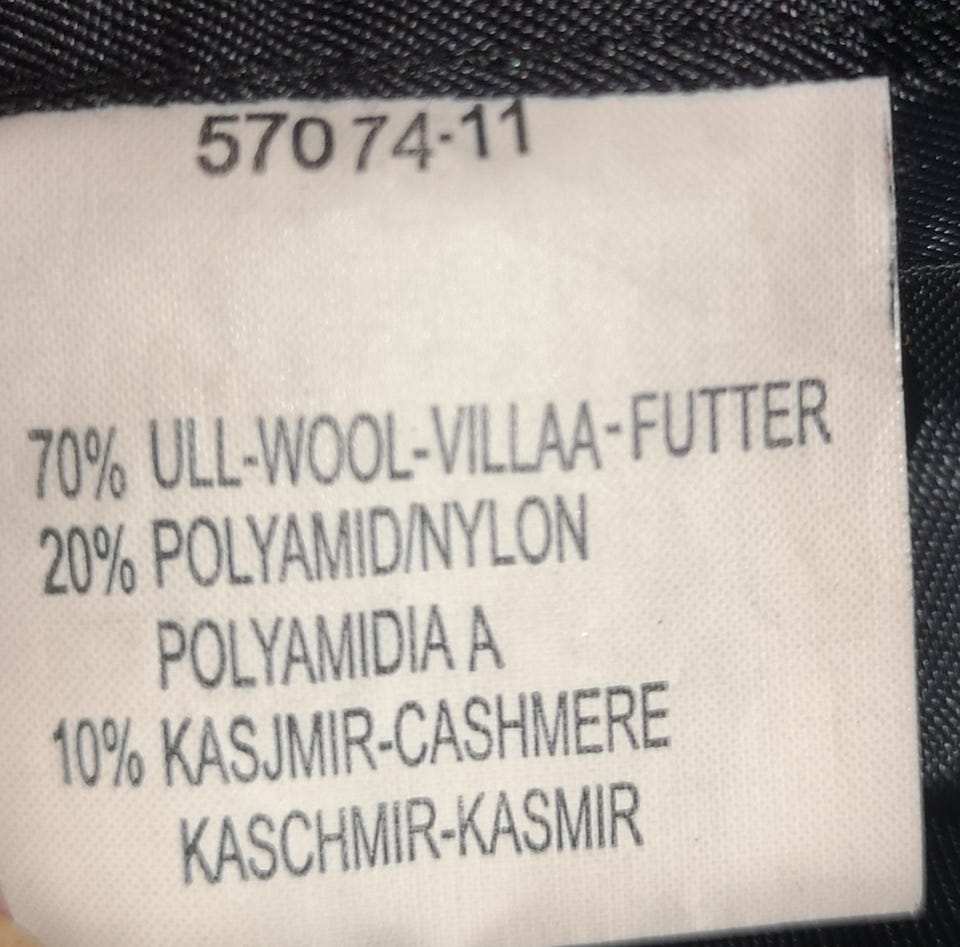 57074-11
70% ULL-WOOL-VILLAA-FUTTER
20% POLYAMID/NYLON
POLYAMIDIA A
10% KASJMIR-CASHMERE
KASCHMIR-KASMIR